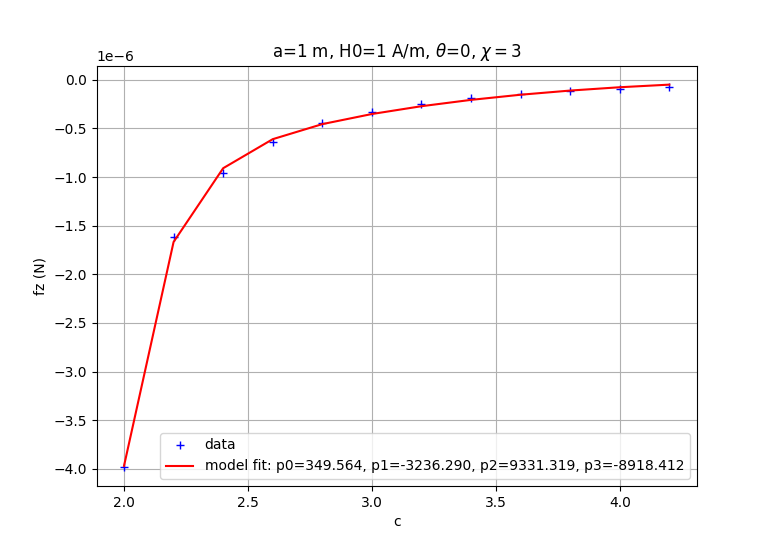 a=1 m, H0=1 A/m, θ=0, χ = 3
1e−6
0.0
−0.5
−1.0
−1.5
−2.0
−2.5
−3.0
−3.5
−4.0
fz (N)
data
model fit: p0=349.564, p1=-3236.290, p2=9331.319, p3=-8918.412
2.0 2.5 3.0 3.5 4.0
c